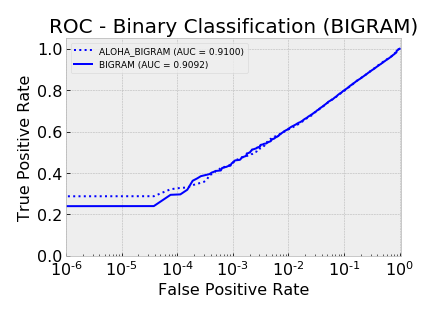 ROC - Binary Classification (BIGRAM)
ALOHA_BIGRAM (AUC = 0.9100)
BIGRAM (AUC = 0.9092)
True Positive Rate
1.0
0.8
0.6
0.4
0.2
0.0
10^-6 10^-5 10^-4 10^-3 10^-2 10^-1 10^0
False Positive Rate